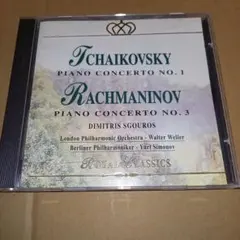 TCHAIKOVSKY
PIANO CONCERTO NO. 1
RACHMANINOV
PIANO CONCERTO NO. 3
DIMITRIS SGOUROS
London Philharmonic Orchestra - Walter Weller
Berliner Philharmoniker - Yuri Simonov
ROYAL CLASSICS